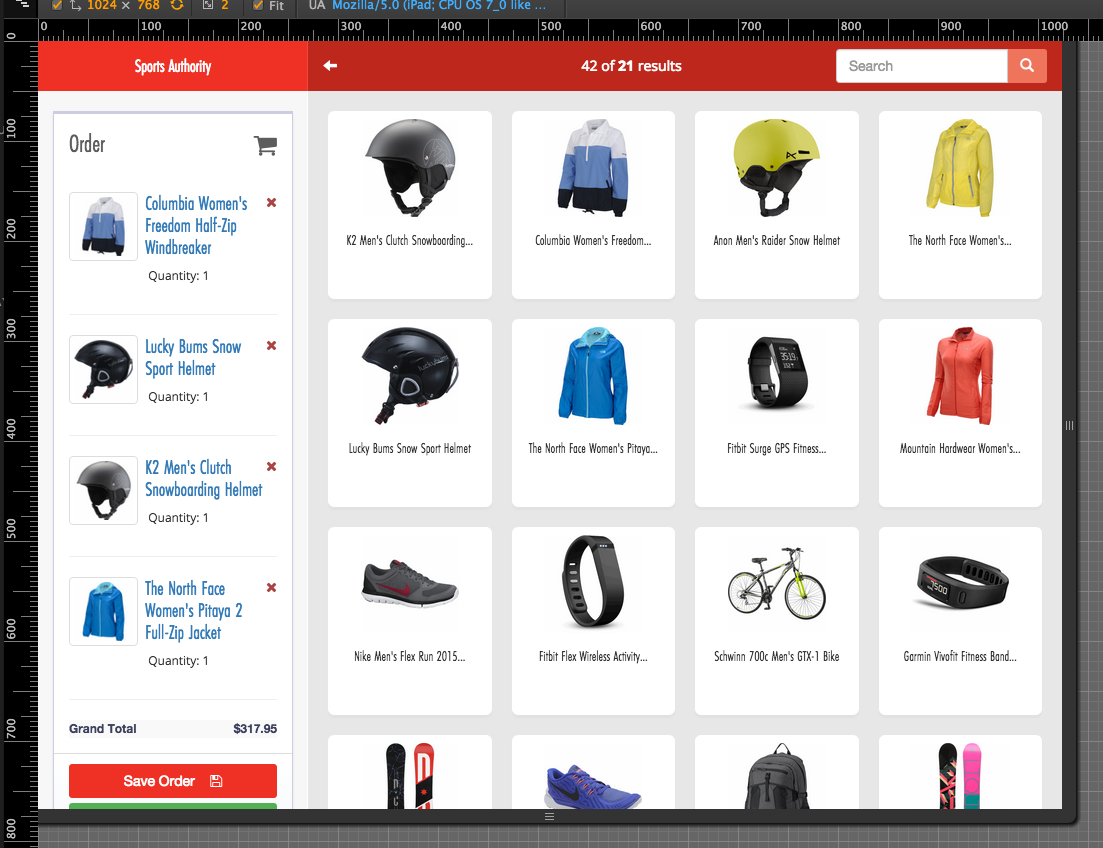 1024 × 768
2
Fit
UA Mozilla/5.0 (iPad; CPU OS 7_0 like ...
0 100 200 300 400 500 600 700 800 900 1000
0
100
200
300
400
500
600
700
800
Sports Authority
42 of 21 results
Search
Order
Columbia Women's
Freedom Half-Zip
Windbreaker
Quantity: 1
Lucky Bums Snow
Sport Helmet
Quantity: 1
K2 Men's Clutch
Snowboarding Helmet
Quantity: 1
The North Face
Women's Pitaya 2
Full-Zip Jacket
Quantity: 1
Grand Total $317.95
Save Order
K2 Men's Clutch Snowboarding...
Columbia Women's Freedom...
Anon Men's Raider Snow Helmet
The North Face Women's...
luckybums
Lucky Bums Snow Sport Helmet
The North Face Women's Pitaya...
3519
Fitbit Surge GPS Fitness...
Mountain Hardwear Women's...
Nike Men's Flex Run 2015...
Fitbit Flex Wireless Activity...
Schwinn 700c Men's GTX-1 Bike
7500
Garmin Vivofit Fitness Band...